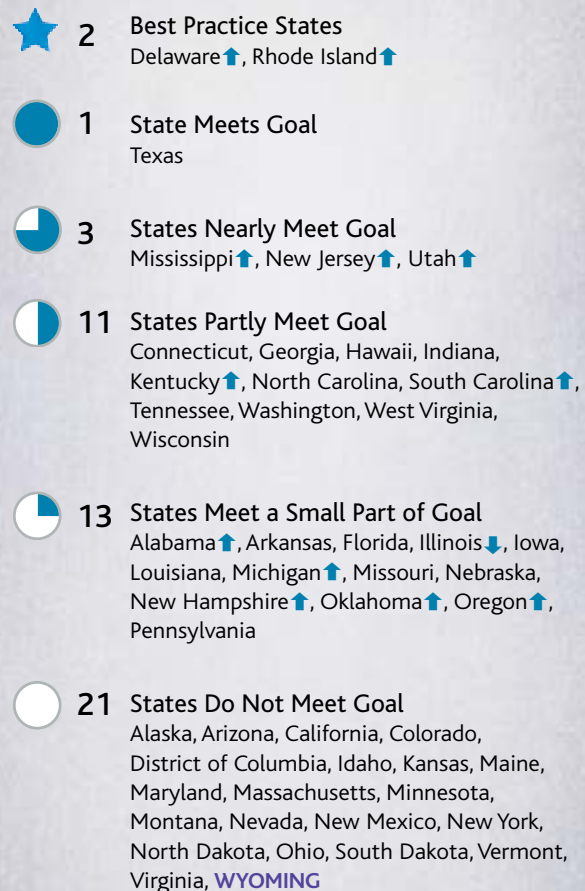 2 Best Practice States
Delaware⬆, Rhode Island⬆
1 State Meets Goal
Texas
3 States Nearly Meet Goal
Mississippi⬆, New Jersey⬆, Utah⬆
11 States Partly Meet Goal
Connecticut, Georgia, Hawaii, Indiana,
Kentucky⬆, North Carolina, South Carolina⬆,
Tennessee, Washington, West Virginia,
Wisconsin
13 States Meet a Small Part of Goal
Alabama⬆, Arkansas, Florida, Illinois⬇, Iowa,
Louisiana, Michigan⬆, Missouri, Nebraska,
New Hampshire⬆, Oklahoma⬆, Oregon⬆,
Pennsylvania
21 States Do Not Meet Goal
Alaska, Arizona, California, Colorado,
District of Columbia, Idaho, Kansas, Maine,
Maryland, Massachusetts, Minnesota,
Montana, Nevada, New Mexico, New York,
North Dakota, Ohio, South Dakota, Vermont,
Virginia, WYOMING